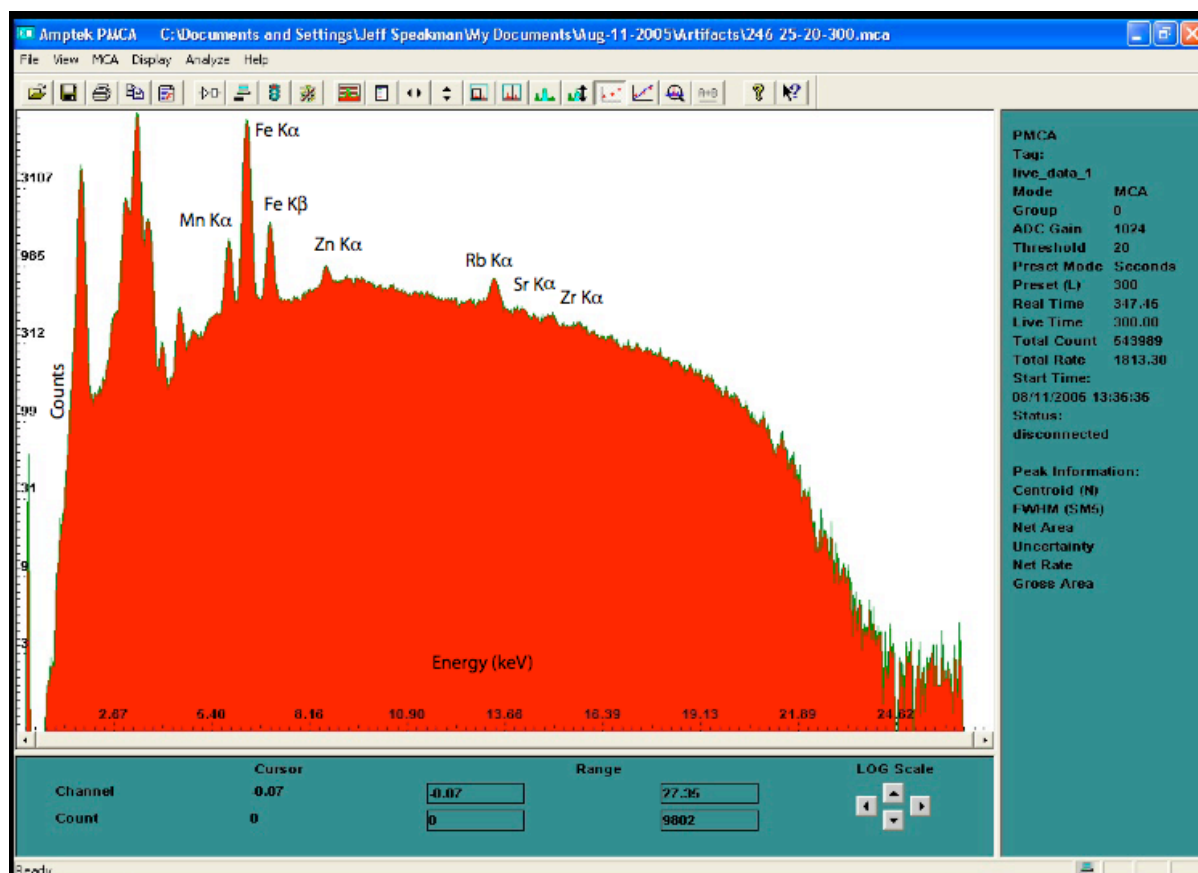 Amptek PMCA C:\Documents and Settings\Jeff Speakman\My Documents\Aug-11-2005\Artifacts\246 25-20-300.mca
File View MCA Display Analyze Help
Fe Kα
3107
Fe Kβ
Mn Kα
Zn Kα
985
Rb Kα
Sr Kα
Zr Kα
312
Counts
99
31
9
3
Energy (keV)
2.67 5.40 8.16 10.90 13.66 16.39 19.13 21.89 24.62
PMCA
Tag:
live_data_1
Mode MCA
Group 0
ADC Gain 1024
Threshold 20
Preset Mode Seconds
Preset (L) 300
Real Time 347.45
Live Time 300.00
Total Count 543989
Total Rate 1813.30
Start Time:
08/11/2005 13:36:36
Status:
disconnected
Peak Information:
Centroid (N)
FWHM (SM5)
Net Area
Uncertainty
Net Rate
Gross Area
Cursor Range LOG Scale
Channel -0.07 -0.07 27.35
Count 0 0 9802
Ready